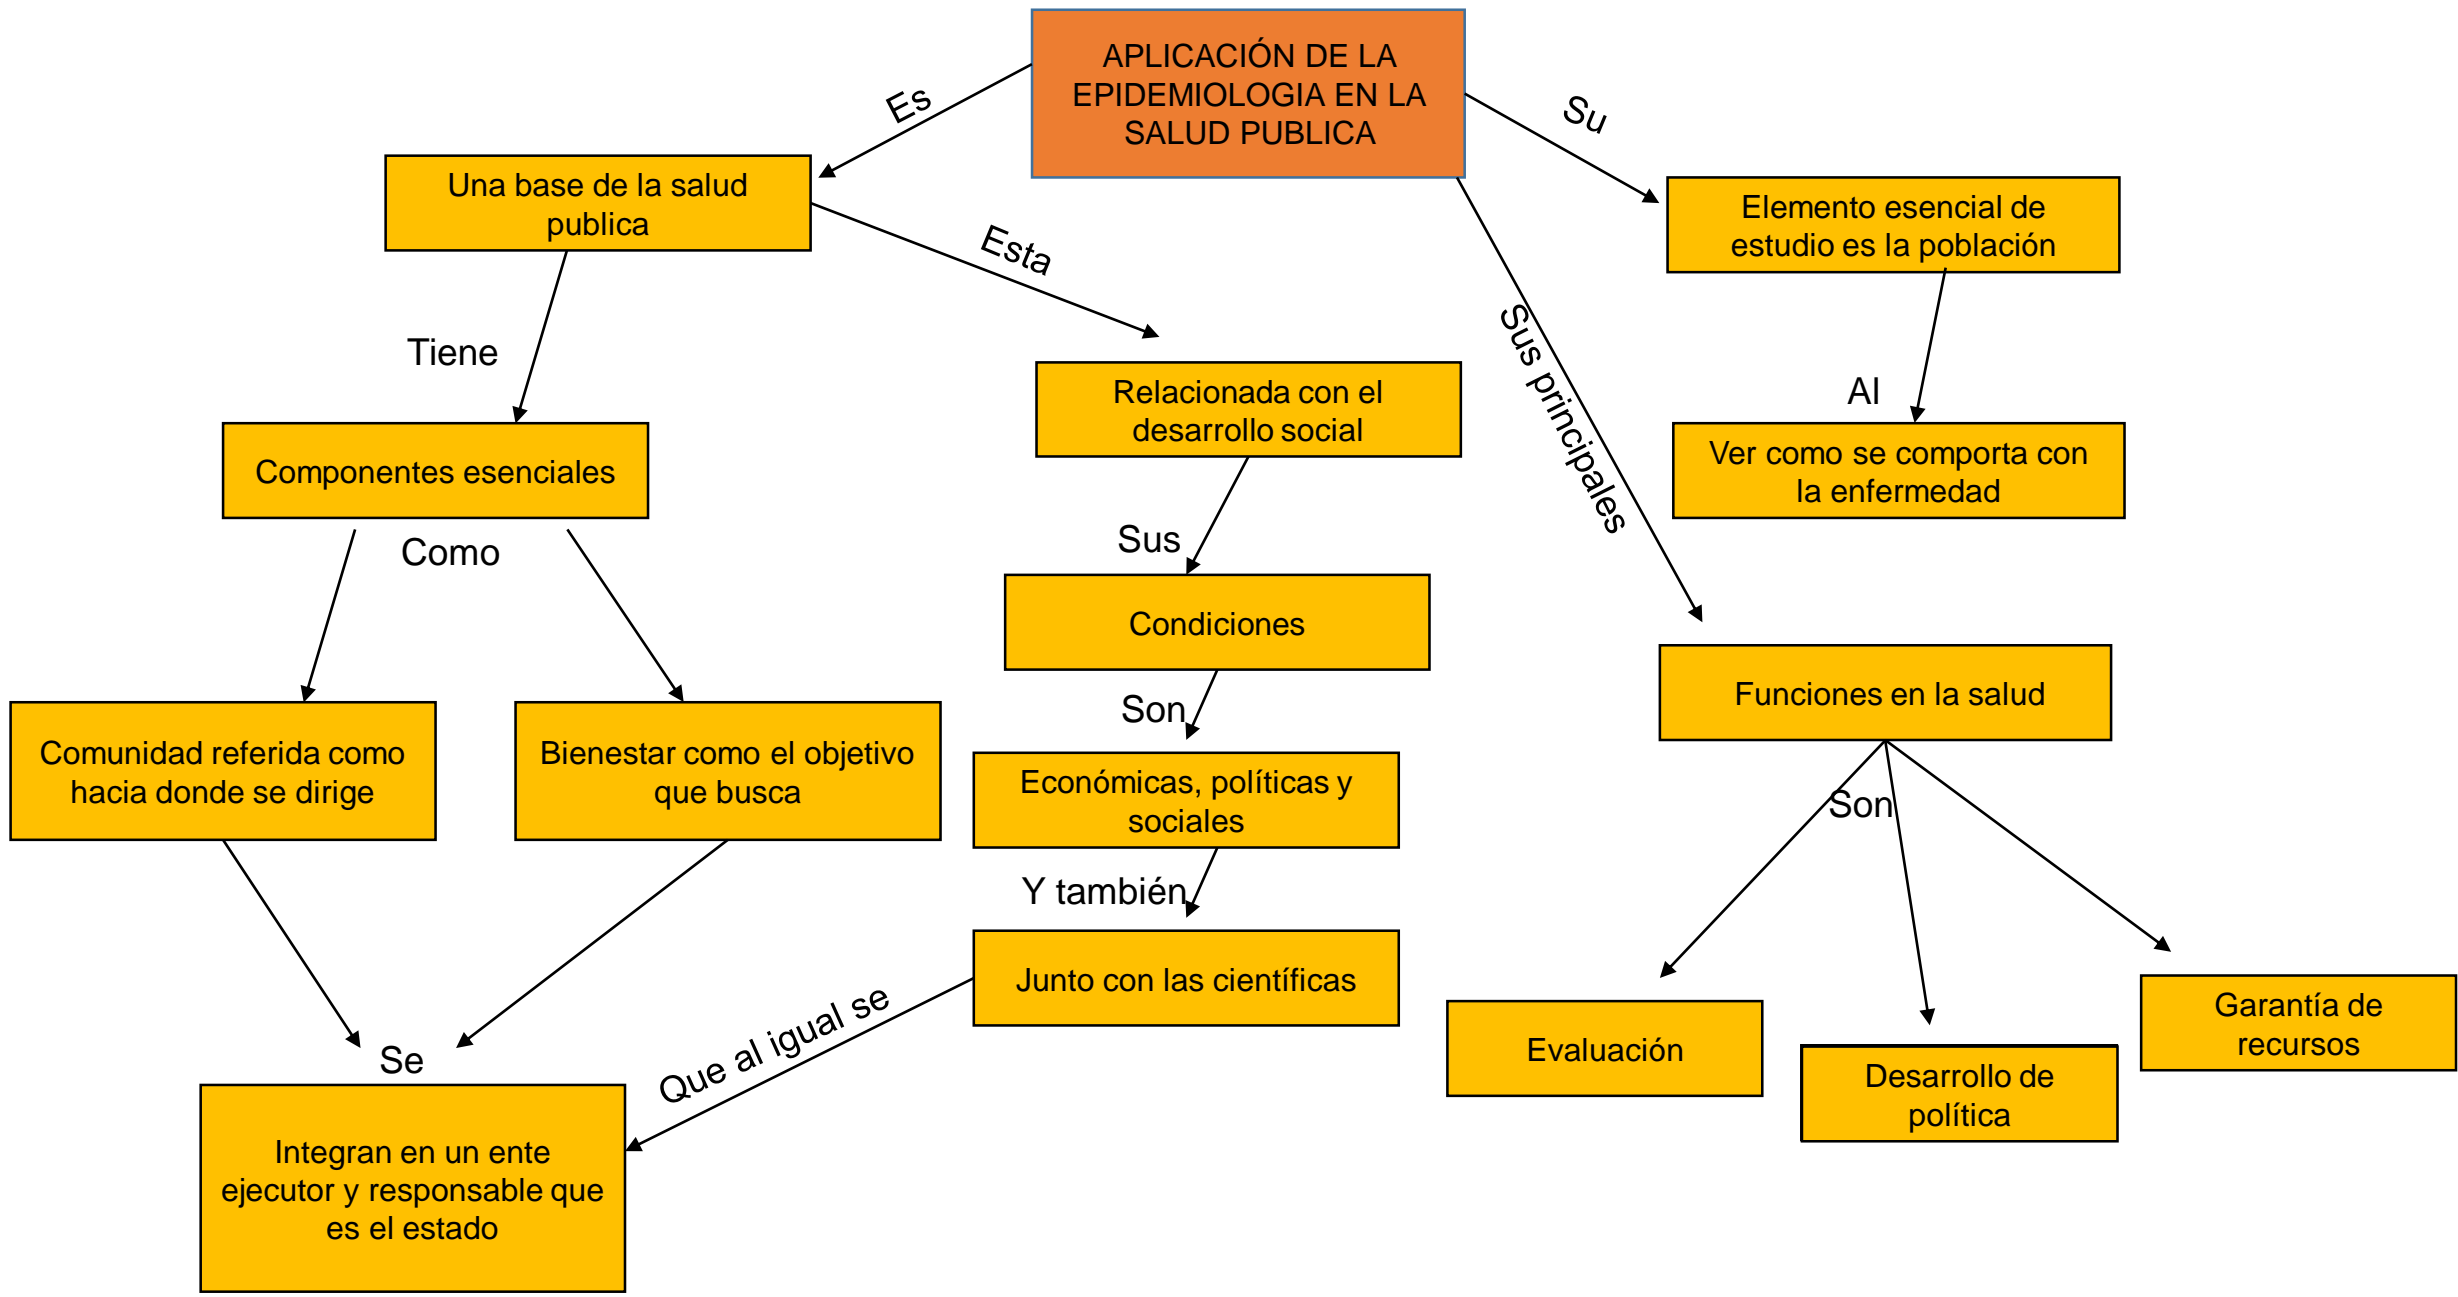 APLICACIÓN DE LA
EPIDEMIOLOGIA EN LA
SALUD PUBLICA
Es
Su
Una base de la salud
publica
Elemento esencial de
estudio es la población
Esta
Tiene
Sus principales
Al
Relacionada con el
desarrollo social
Componentes esenciales
Ver como se comporta con
la enfermedad
Como
Sus
Condiciones
Funciones en la salud
Son
Comunidad referida como
hacia donde se dirige
Bienestar como el objetivo
que busca
Económicas, políticas y
sociales
Son
Y también
Junto con las científicas
Que al igual se
Evaluación
Desarrollo de
política
Garantía de
recursos
Se
Integran en un ente
ejecutor y responsable que
es el estado